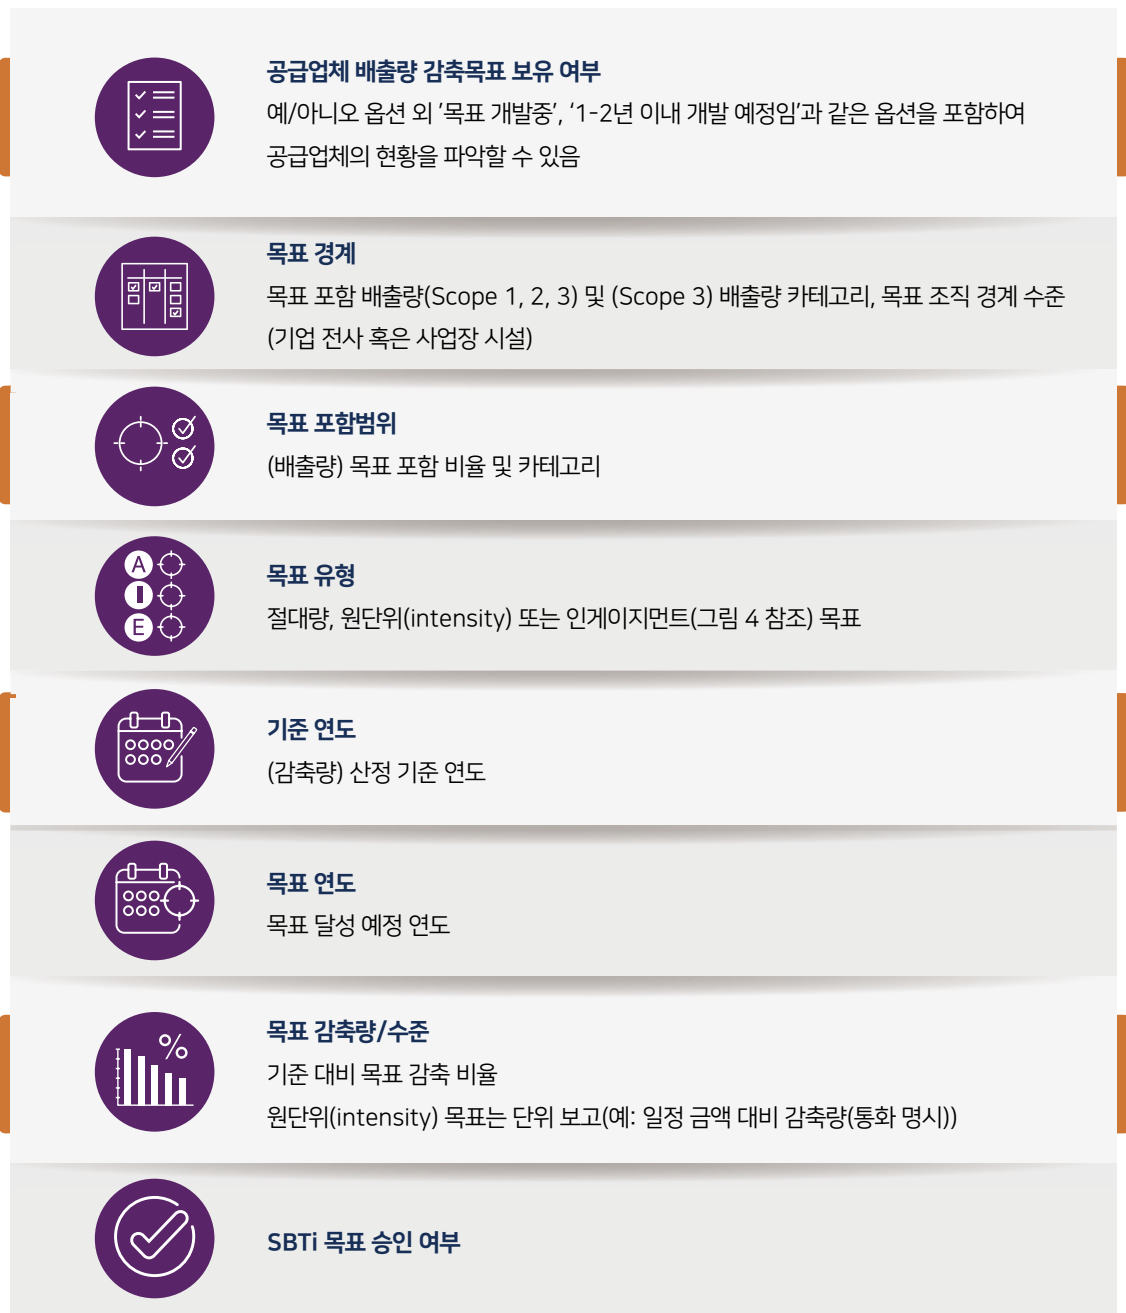 공급업체 배출량 감축목표 보유 여부
예/아니오 옵션 외 ‘목표 개발중’, ‘1-2년 이내 개발 예정임’과 같은 옵션을 포함하여
공급업체의 현황을 파악할 수 있음
목표 경계
목표 포함 배출량(Scope 1, 2, 3) 및 (Scope 3) 배출량 카테고리, 목표 조직 경계 수준
(기업 전사 혹은 사업장 시설)
목표 포함범위
(배출량) 목표 포함 비율 및 카테고리
A
I
E
목표 유형
절대량, 원단위(intensity) 또는 인게이지먼트(그림 4 참조) 목표
기준 연도
(감축량) 산정 기준 연도
목표 연도
목표 달성 예정 연도
%
목표 감축량/수준
기준 대비 목표 감축 비율
원단위(intensity) 목표는 단위 보고(예: 일정 금액 대비 감축량(통화 명시))
SBTi 목표 승인 여부